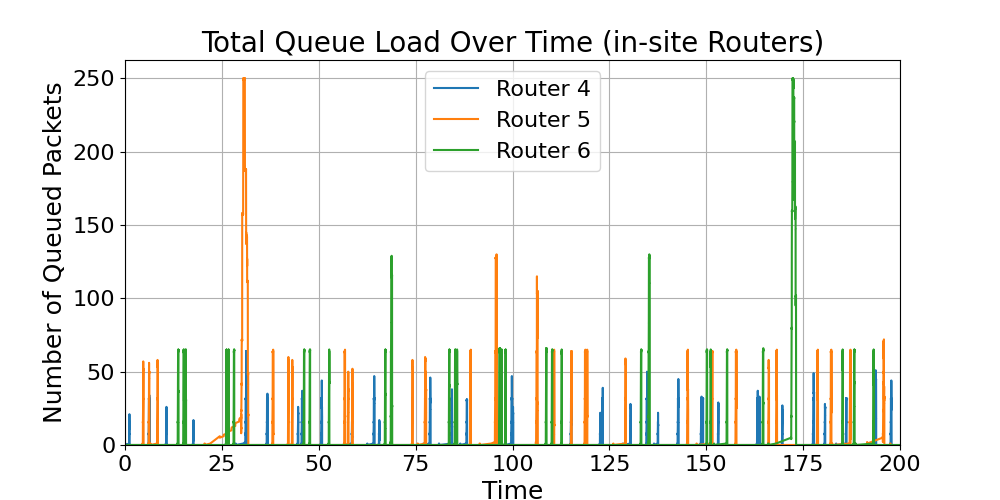 Total Queue Load Over Time (in-site Routers)
Number of Queued Packets
250
200
150
100
50
0
Router 4
Router 5
Router 6
0 25 50 75 100 125 150 175 200
Time